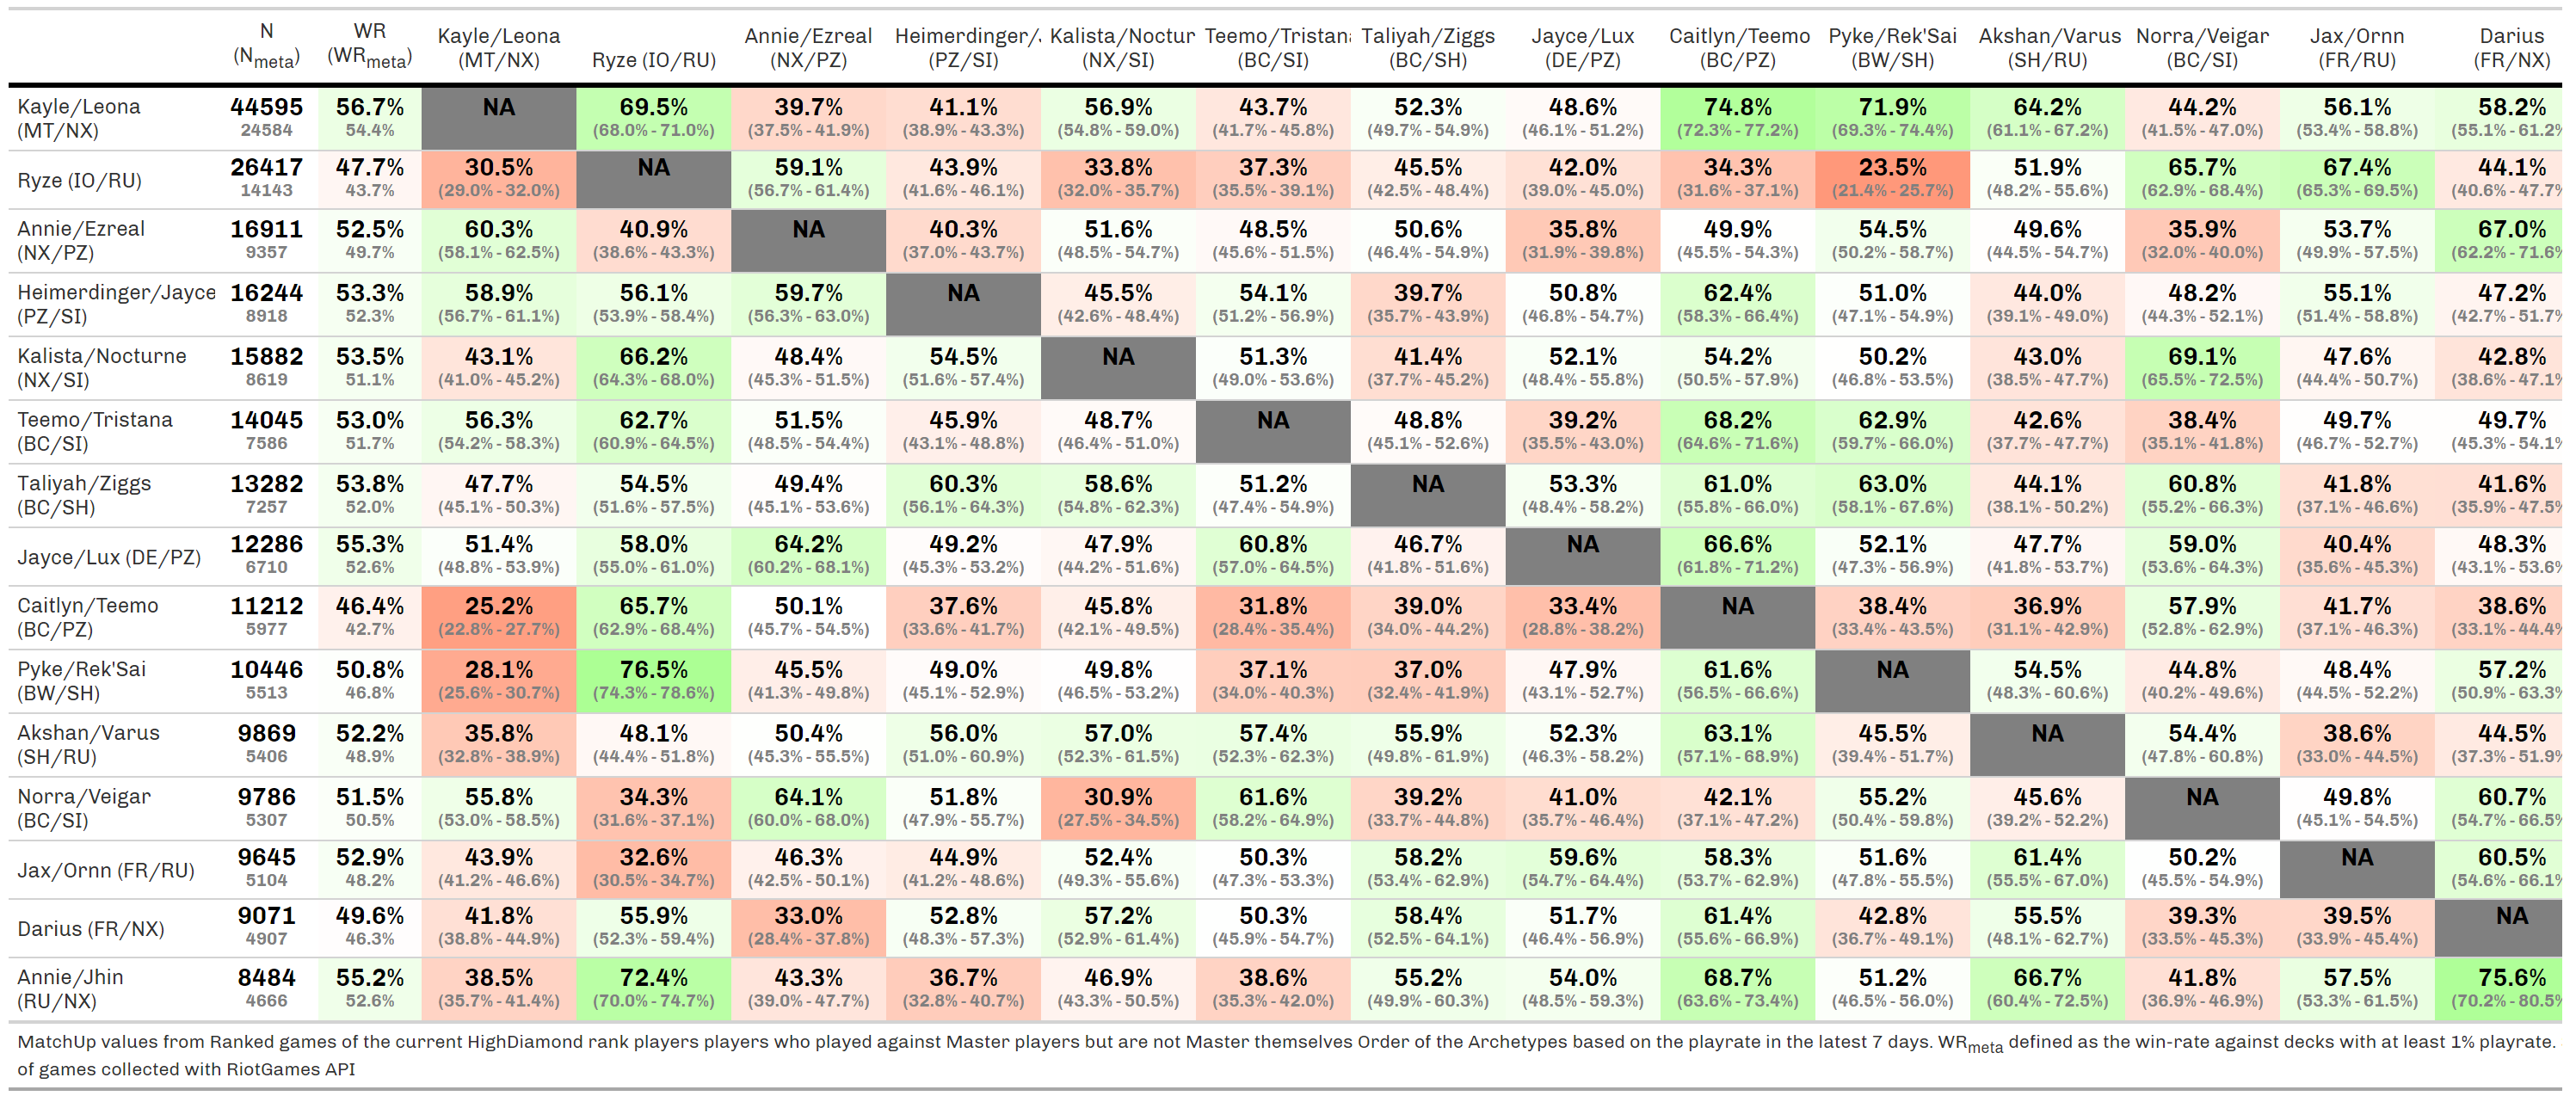 N WR Kayle/Leona Annie/Ezreal Heimerdinger/J Kalista/Noctur Teemo/Tristana Taliyah/Ziggs Jayce/Lux Caitlyn/Teemo Pyke/Rek'Sai Akshan/Varus Norra/Veigar Jax/Ornn Darius
(Nmeta) (WRmeta) (MT/NX) Ryze (IO/RU) (NX/PZ) (PZ/SI) (NX/SI) (BC/SI) (BC/SH) (DE/PZ) (BC/PZ) (BW/SH) (SH/RU) (BC/SI) (FR/RU) (FR/NX)
Kayle/Leona 44595 56.7% NA 69.5% 39.7% 41.1% 56.9% 43.7% 52.3% 48.6% 74.8% 71.9% 64.2% 44.2% 56.1% 58.2%
(MT/NX) 24584 54.4% (68.0% - 71.0%) (37.5% - 41.9%) (38.9% - 43.3%) (54.8% - 59.0%) (41.7% - 45.8%) (49.7% - 54.9%) (46.1% - 51.2%) (72.3% - 77.2%) (69.3% - 74.4%) (61.1% - 67.2%) (41.5% - 47.0%) (53.4% - 58.8%) (55.1% - 61.2%
Ryze (IO/RU) 26417 47.7% 30.5% NA 59.1% 43.9% 33.8% 37.3% 45.5% 42.0% 34.3% 23.5% 51.9% 65.7% 67.4% 44.1%
14143 43.7% (29.0% - 32.0%) (56.7% - 61.4%) (41.6% - 46.1%) (32.0% - 35.7%) (35.5% - 39.1%) (42.5% - 48.4%) (39.0% - 45.0%) (31.6% - 37.1%) (21.4% - 25.7%) (48.2% - 55.6%) (62.9% - 68.4%) (65.3% - 69.5%) (40.6% - 47.7%
Annie/Ezreal 16911 52.5% 60.3% 40.9% NA 40.3% 51.6% 48.5% 50.6% 35.8% 49.9% 54.5% 49.6% 35.9% 53.7% 67.0%
(NX/PZ) 9357 49.7% (58.1% - 62.5%) (38.6% - 43.3%) (37.0% - 43.7%) (48.5% - 54.7%) (45.6% - 51.5%) (46.4% - 54.9%) (31.9% - 39.8%) (45.5% - 54.3%) (50.2% - 58.7%) (44.5% - 54.7%) (32.0% - 40.0%) (49.9% - 57.5%) (62.2% - 71.6%
Heimerdinger/Jayce 16244 53.3% 58.9% 56.1% 59.7% NA 45.5% 54.1% 39.7% 50.8% 62.4% 51.0% 44.0% 48.2% 55.1% 47.2%
(PZ/SI) 8918 52.3% (56.7% - 61.1%) (53.9% - 58.4%) (56.3% - 63.0%) (42.6% - 48.4%) (51.2% - 56.9%) (35.7% - 43.9%) (46.8% - 54.7%) (58.3% - 66.4%) (47.1% - 54.9%) (39.1% - 49.0%) (44.3% - 52.1%) (51.4% - 58.8%) (42.7% - 51.7%
Kalista/Nocturne 15882 53.5% 43.1% 66.2% 48.4% 54.5% NA 51.3% 41.4% 52.1% 54.2% 50.2% 43.0% 69.1% 47.6% 42.8%
(NX/SI) 8619 51.1% (41.0% - 45.2%) (64.3% - 68.0%) (45.3% - 51.5%) (51.6% - 57.4%) (49.0% - 53.6%) (37.7% - 45.2%) (48.4% - 55.8%) (50.5% - 57.9%) (46.8% - 53.5%) (38.5% - 47.7%) (65.5% - 72.5%) (44.4% - 50.7%) (38.6% - 47.1%
Teemo/Tristana 14045 53.0% 56.3% 62.7% 51.5% 45.9% 48.7% NA 48.8% 39.2% 68.2% 62.9% 42.6% 38.4% 49.7% 49.7%
(BC/SI) 7586 51.7% (54.2% - 58.3%) (60.9% - 64.5%) (48.5% - 54.4%) (43.1% - 48.8%) (46.4% - 51.0%) (45.1% - 52.6%) (35.5% - 43.0%) (64.6% - 71.6%) (59.7% - 66.0%) (37.7% - 47.7%) (35.1% - 41.8%) (46.7% - 52.7%) (45.3% - 54.1%
Taliyah/Ziggs 13282 53.8% 47.7% 54.5% 49.4% 60.3% 58.6% 51.2% NA 53.3% 61.0% 63.0% 44.1% 60.8% 41.8% 41.6%
(BC/SH) 7257 52.0% (45.1% - 50.3%) (51.6% - 57.5%) (45.1% - 53.6%) (56.1% - 64.3%) (54.8% - 62.3%) (47.4% - 54.9%) (48.4% - 58.2%) (55.8% - 66.0%) (58.1% - 67.6%) (38.1% - 50.2%) (55.2% - 66.3%) (37.1% - 46.6%) (35.9% - 47.5%
Jayce/Lux (DE/PZ) 12286 55.3% 51.4% 58.0% 64.2% 49.2% 47.9% 60.8% 46.7% NA 66.6% 52.1% 47.7% 59.0% 40.4% 48.3%
6710 52.6% (48.8% - 53.9%) (55.0% - 61.0%) (60.2% - 68.1%) (45.3% - 53.2%) (44.2% - 51.6%) (57.0% - 64.5%) (41.8% - 51.6%) (61.8% - 71.2%) (47.3% - 56.9%) (41.8% - 53.7%) (53.6% - 64.3%) (35.6% - 45.3%) (43.1% - 53.6%
Caitlyn/Teemo 11212 46.4% 25.2% 65.7% 50.1% 37.6% 45.8% 31.8% 39.0% 33.4% NA 38.4% 36.9% 57.9% 41.7% 38.6%
(BC/PZ) 5977 42.7% (22.8% - 27.7%) (62.9% - 68.4%) (45.7% - 54.5%) (33.6% - 41.7%) (42.1% - 49.5%) (28.4% - 35.4%) (34.0% - 44.2%) (28.8% - 38.2%) (33.4% - 43.5%) (31.1% - 42.9%) (52.8% - 62.9%) (37.1% - 46.3%) (33.1% - 44.4%
Pyke/Rek'Sai 10446 50.8% 28.1% 76.5% 45.5% 49.0% 49.8% 37.1% 37.0% 47.9% 61.6% NA 54.5% 44.8% 48.4% 57.2%
(BW/SH) 5513 46.8% (25.6% - 30.7%) (74.3% - 78.6%) (41.3% - 49.8%) (45.1% - 52.9%) (46.5% - 53.2%) (34.0% - 40.3%) (32.4% - 41.9%) (43.1% - 52.7%) (56.5% - 66.6%) (48.3% - 60.6%) (40.2% - 49.6%) (44.5% - 52.2%) (50.9% - 63.3%
Akshan/Varus 9869 52.2% 35.8% 48.1% 50.4% 56.0% 57.0% 57.4% 55.9% 52.3% 63.1% 45.5% NA 54.4% 38.6% 44.5%
(SH/RU) 5406 48.9% (32.8% - 38.9%) (44.4% - 51.8%) (45.3% - 55.5%) (51.0% - 60.9%) (52.3% - 61.5%) (52.3% - 62.3%) (49.8% - 61.9%) (46.3% - 58.2%) (57.1% - 68.9%) (39.4% - 51.7%) (47.8% - 60.8%) (33.0% - 44.5%) (37.3% - 51.9%
Norra/Veigar 9786 51.5% 55.8% 34.3% 64.1% 51.8% 30.9% 61.6% 39.2% 41.0% 42.1% 55.2% 45.6% NA 49.8% 60.7%
(BC/SI) 5307 50.5% (53.0% - 58.5%) (31.6% - 37.1%) (60.0% - 68.0%) (47.9% - 55.7%) (27.5% - 34.5%) (58.2% - 64.9%) (33.7% - 44.8%) (35.7% - 46.4%) (37.1% - 47.2%) (50.4% - 59.8%) (39.2% - 52.2%) (45.1% - 54.5%) (54.7% - 66.5%
Jax/Ornn (FR/RU) 9645 52.9% 43.9% 32.6% 46.3% 44.9% 52.4% 50.3% 58.2% 59.6% 58.3% 51.6% 61.4% 50.2% NA 60.5%
5104 48.2% (41.2% - 46.6%) (30.5% - 34.7%) (42.5% - 50.1%) (41.2% - 48.6%) (49.3% - 55.6%) (47.3% - 53.3%) (53.4% - 62.9%) (54.7% - 64.4%) (53.7% - 62.9%) (47.8% - 55.5%) (55.5% - 67.0%) (45.5% - 54.9%) (54.6% - 66.1%
Darius (FR/NX) 9071 49.6% 41.8% 55.9% 33.0% 52.8% 57.2% 50.3% 58.4% 51.7% 61.4% 42.8% 55.5% 39.3% 39.5% NA
4907 46.3% (38.8% - 44.9%) (52.3% - 59.4%) (28.4% - 37.8%) (48.3% - 57.3%) (52.9% - 61.4%) (45.9% - 54.7%) (52.5% - 64.1%) (46.4% - 56.9%) (55.6% - 66.9%) (36.7% - 49.1%) (48.1% - 62.7%) (33.5% - 45.3%) (33.9% - 45.4%)
Annie/Jhin 8484 55.2% 38.5% 72.4% 43.3% 36.7% 46.9% 38.6% 55.2% 54.0% 68.7% 51.2% 66.7% 41.8% 57.5% 75.6%
(RU/NX) 4666 52.6% (35.7% - 41.4%) (70.0% - 74.7%) (39.0% - 47.7%) (32.8% - 40.7%) (43.3% - 50.5%) (35.3% - 42.0%) (49.9% - 60.3%) (48.5% - 59.3%) (63.6% - 73.4%) (46.5% - 56.0%) (60.4% - 72.5%) (36.9% - 46.9%) (53.3% - 61.5%) (70.2% - 80.5%
MatchUp values from Ranked games of the current HighDiamond rank players players who played against Master players but are not Master themselves Order of the Archetypes based on the playrate in the latest 7 days. WRmeta defined as the win-rate against decks with at least 1% playrate.
of games collected with RiotGames API